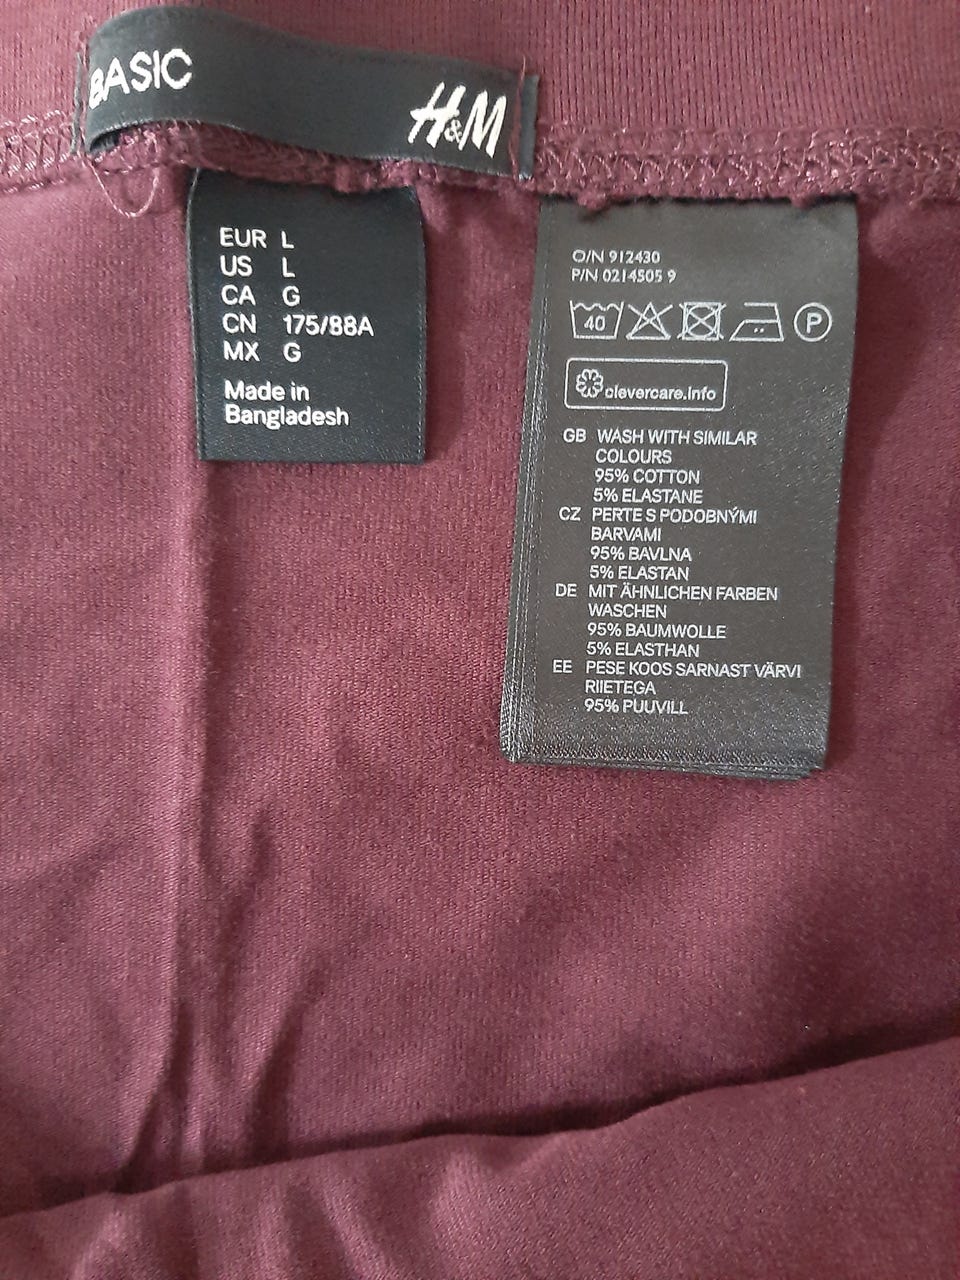 BASIC
H&M
EUR L
US L
CA G
CN 175/88A
MX G
Made in
Bangladesh
O/N 912430
P/N 0214505 9
40
P
clevercare.info
GB WASH WITH SIMILAR
COLOURS
95% COTTON
5% ELASTANE
CZ PERTE S PODOBNÝMI
BARVAMI
95% BAVLNA
5% ELASTAN
DE MIT ÄHNLICHEN FARBEN
WASCHEN
95% BAUMWOLLE
5% ELASTHAN
EE PESE KOOS SARNAST VÄRVI
RIIETEGA
95% PUUVILL